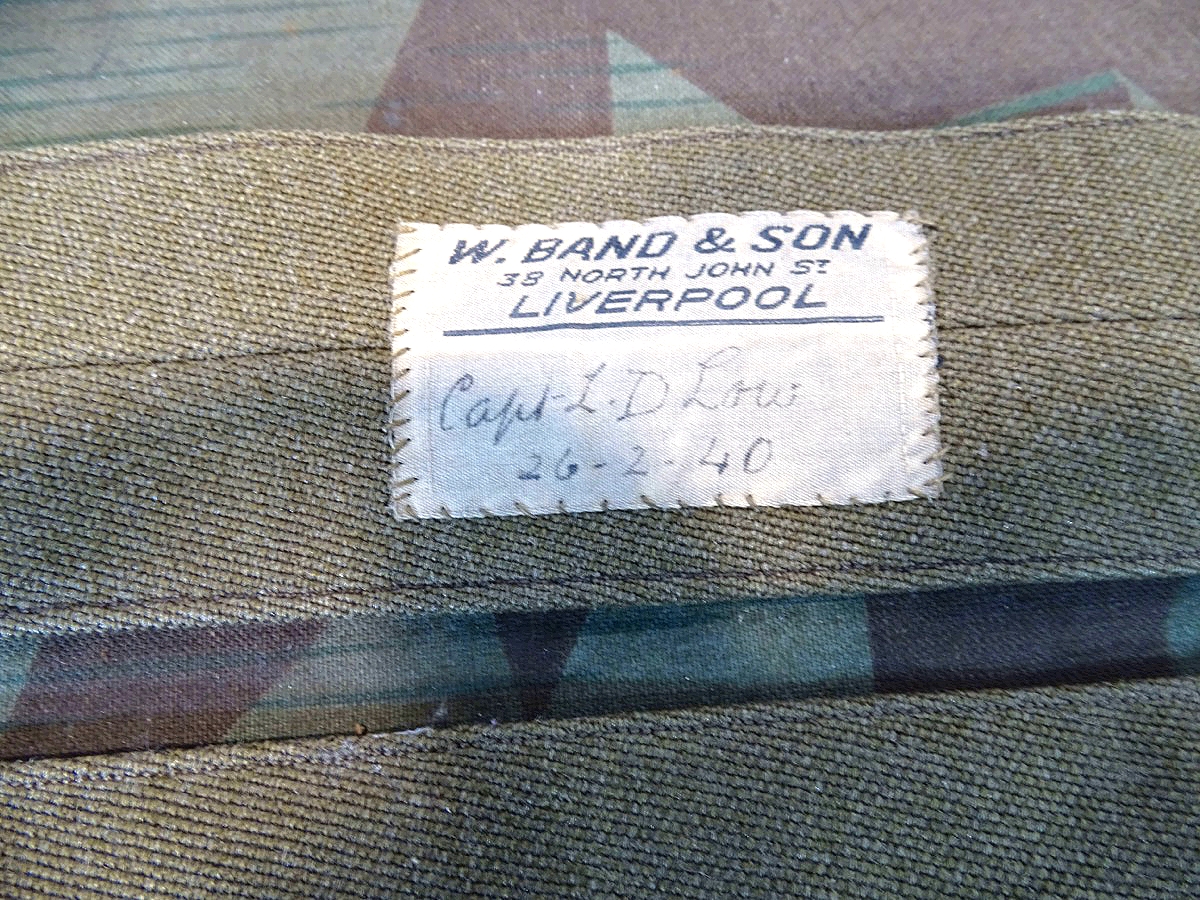 W. BAND & SON
38 NORTH JOHN ST
LIVERPOOL
Capt L.D Low
26-2-40